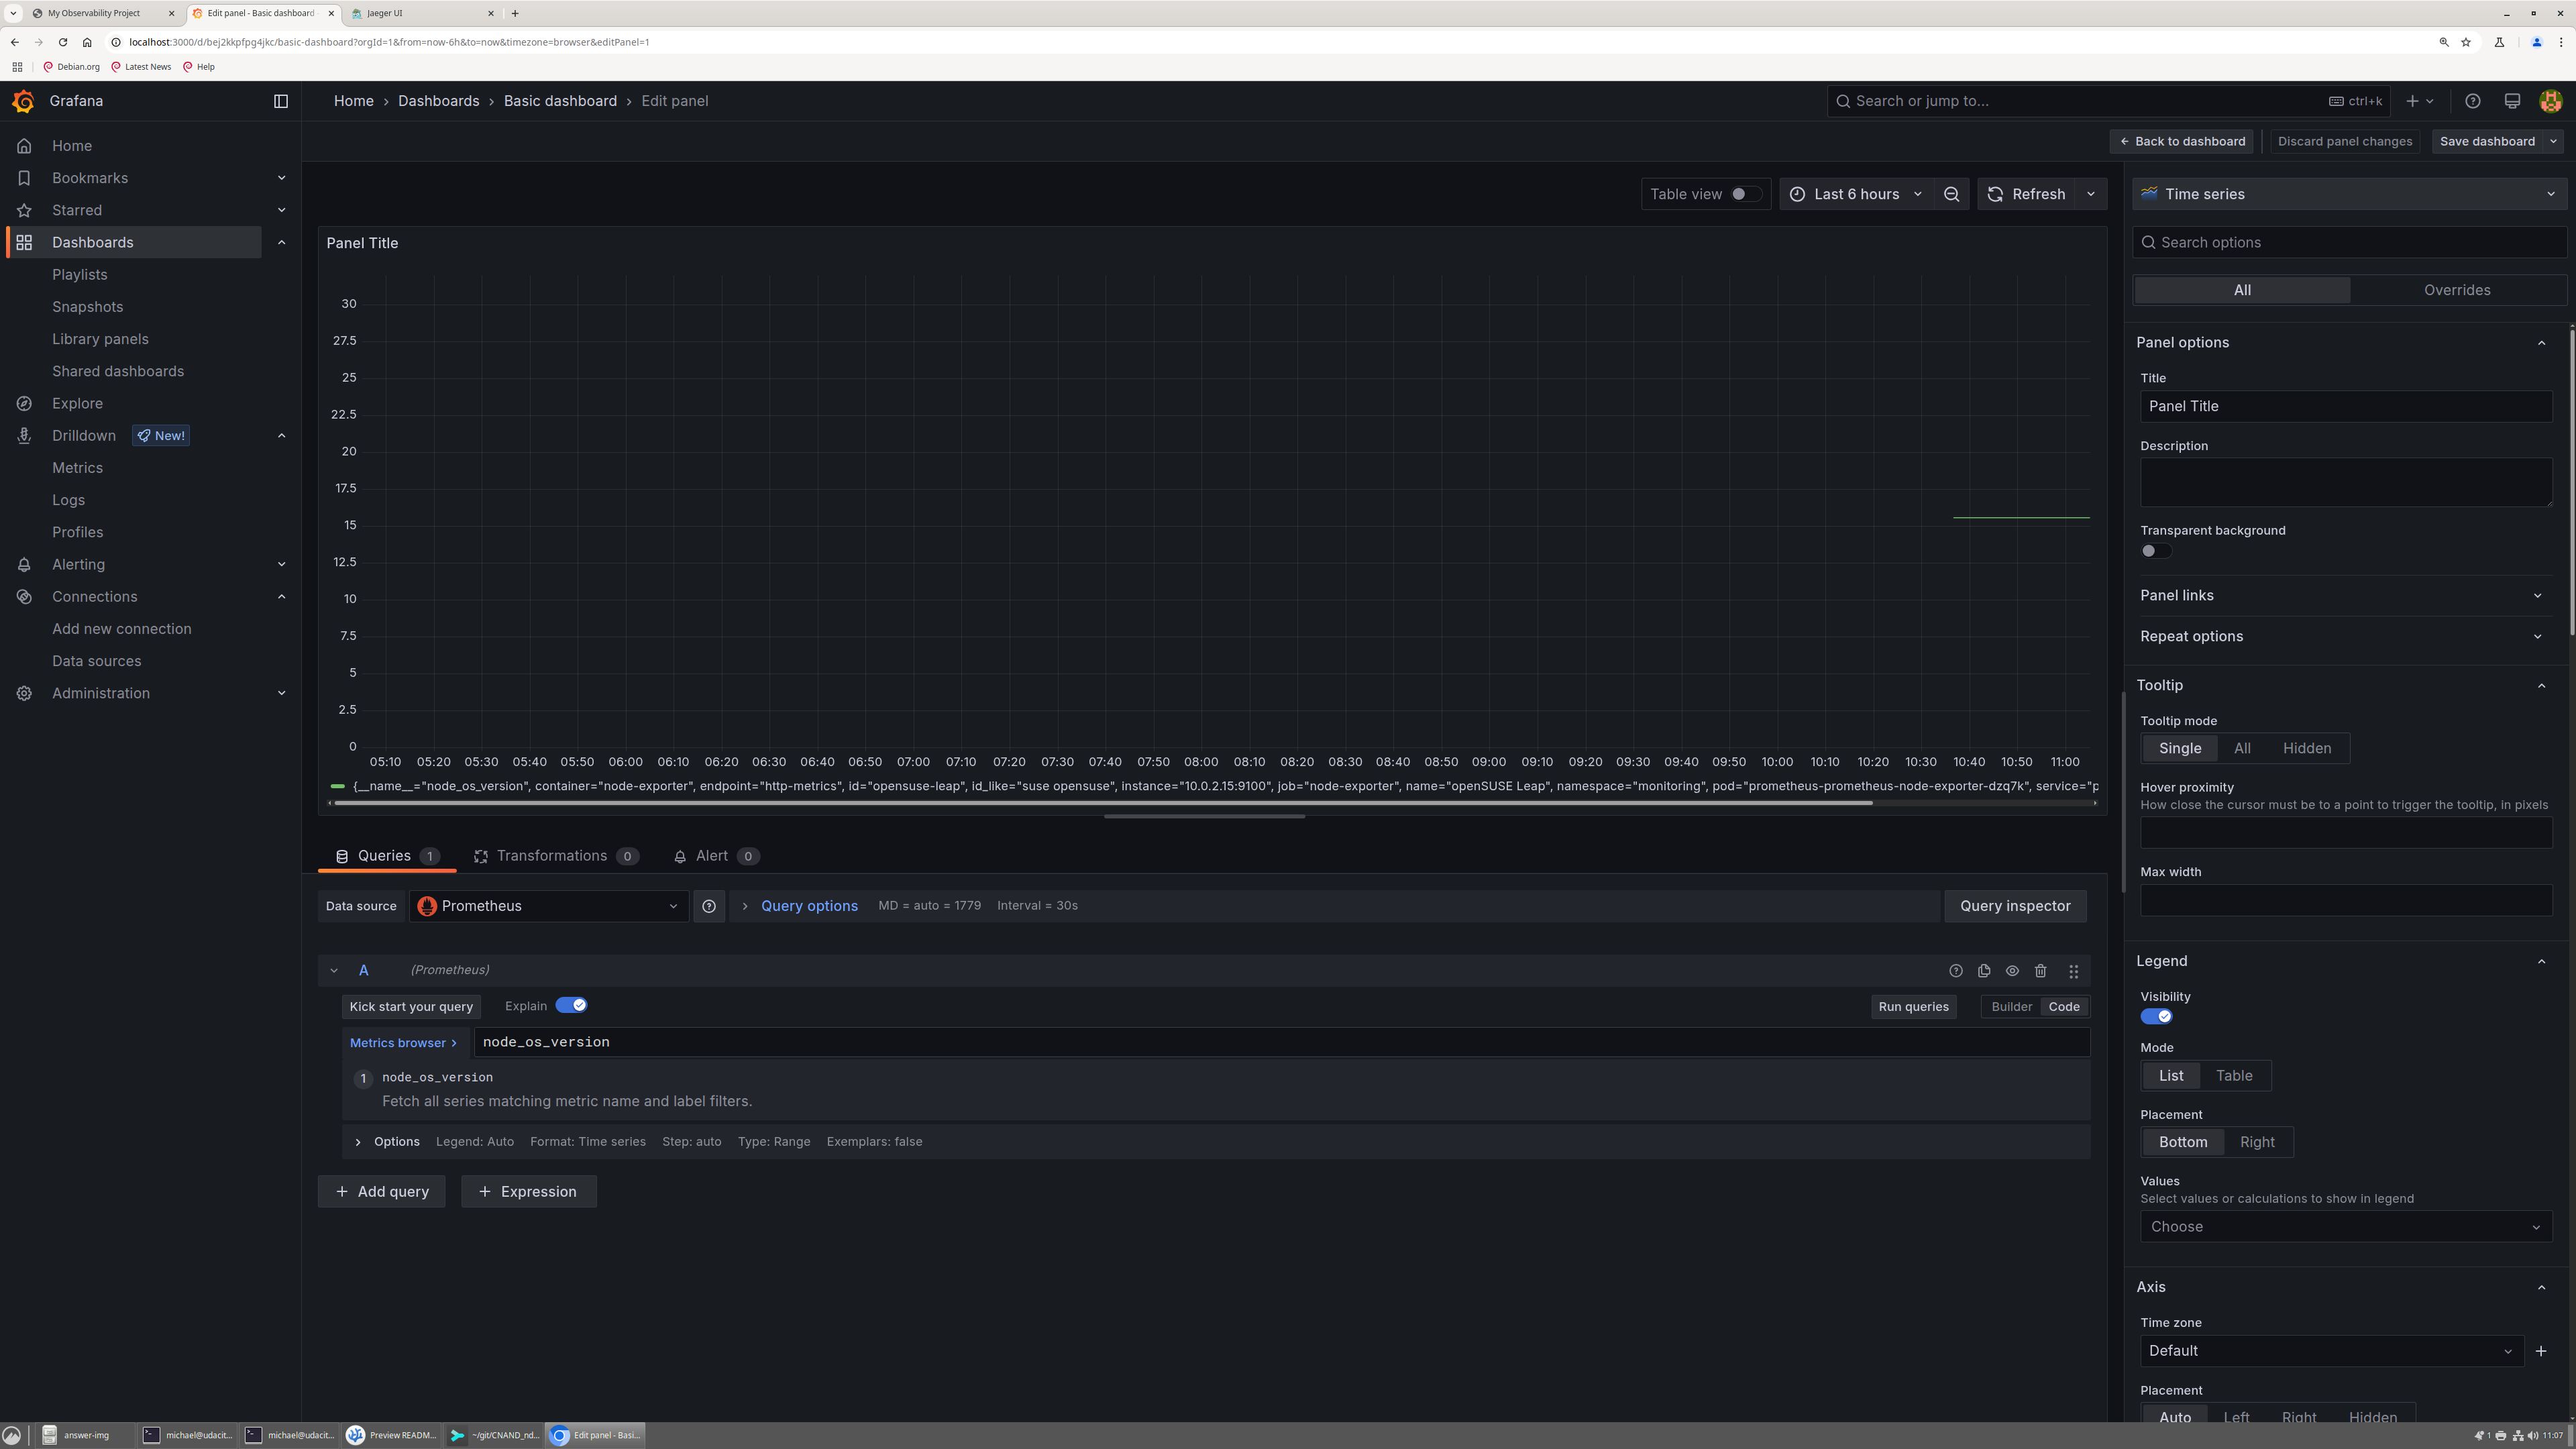 My Observability Project
Edit panel - Basic dashboard
Jaeger UI
localhost:3000/d/bej2kkpfpg4jkc/basic-dashboard?orgId=1&from=now-6h&to=now&timezone=browser&editPanel=1
Debian.org
Latest News
Help
Grafana
Home
Dashboards
Basic dashboard
Edit panel
Search or jump to...
ctrl+k
Back to dashboard
Discard panel changes
Save dashboard
Home
Bookmarks
Starred
Dashboards
Playlists
Snapshots
Library panels
Shared dashboards
Explore
Drilldown New!
Metrics
Logs
Profiles
Alerting
Connections
Add new connection
Data sources
Administration
Table view
Last 6 hours
Refresh
Panel Title
30
27.5
25
22.5
20
17.5
15
12.5
10
7.5
5
2.5
0
05:10 05:20 05:30 05:40 05:50 06:00 06:10 06:20 06:30 06:40 06:50 07:00 07:10 07:20 07:30 07:40 07:50 08:00 08:10 08:20 08:30 08:40 08:50 09:00 09:10 09:20 09:30 09:40 09:50 10:00 10:10 10:20 10:30 10:40 10:50 11:00
{__name__="node_os_version", container="node-exporter", endpoint="http-metrics", id="opensuse-leap", id_like="suse opensuse", instance="10.0.2.15:9100", job="node-exporter", name="openSUSE Leap", namespace="monitoring", pod="prometheus-prometheus-node-exporter-dzq7k", service="p
Queries 1
Transformations 0
Alert 0
Data source
Prometheus
Query options
MD = auto = 1779
Interval = 30s
Query inspector
A
(Prometheus)
Kick start your query
Explain
Run queries
Builder
Code
Metrics browser
node_os_version
1
node_os_version
Fetch all series matching metric name and label filters.
Options
Legend: Auto
Format: Time series
Step: auto
Type: Range
Exemplars: false
Add query
Expression
Time series
Search options
All
Overrides
Panel options
Title
Panel Title
Description
Transparent background
Panel links
Repeat options
Tooltip
Tooltip mode
Single
All
Hidden
Hover proximity
How close the cursor must be to a point to trigger the tooltip, in pixels
Max width
Legend
Visibility
Mode
List
Table
Placement
Bottom
Right
Values
Select values or calculations to show in legend
Choose
Axis
Time zone
Default
Placement
Auto
Left
Right
Hidden
answer-img
michael@udacit...
michael@udacit...
Preview READM...
~/git/CNAND_nd...
Edit panel - Basi...
1
11:07